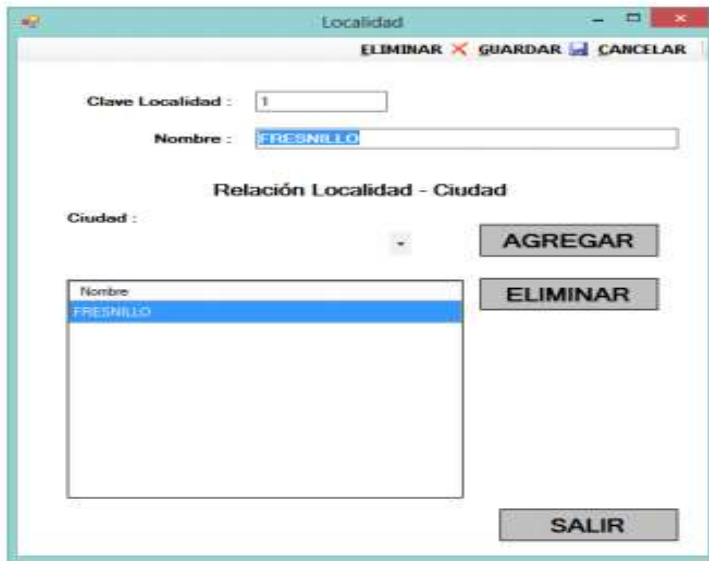 Localidad
ELIMINAR GUARDAR CANCELAR
Clave Localidad : 1
Nombre : FRESNILLO
Relación Localidad - Ciudad
Ciudad :
AGREGAR
Nombre
ELIMINAR
FRESNILLO
SALIR